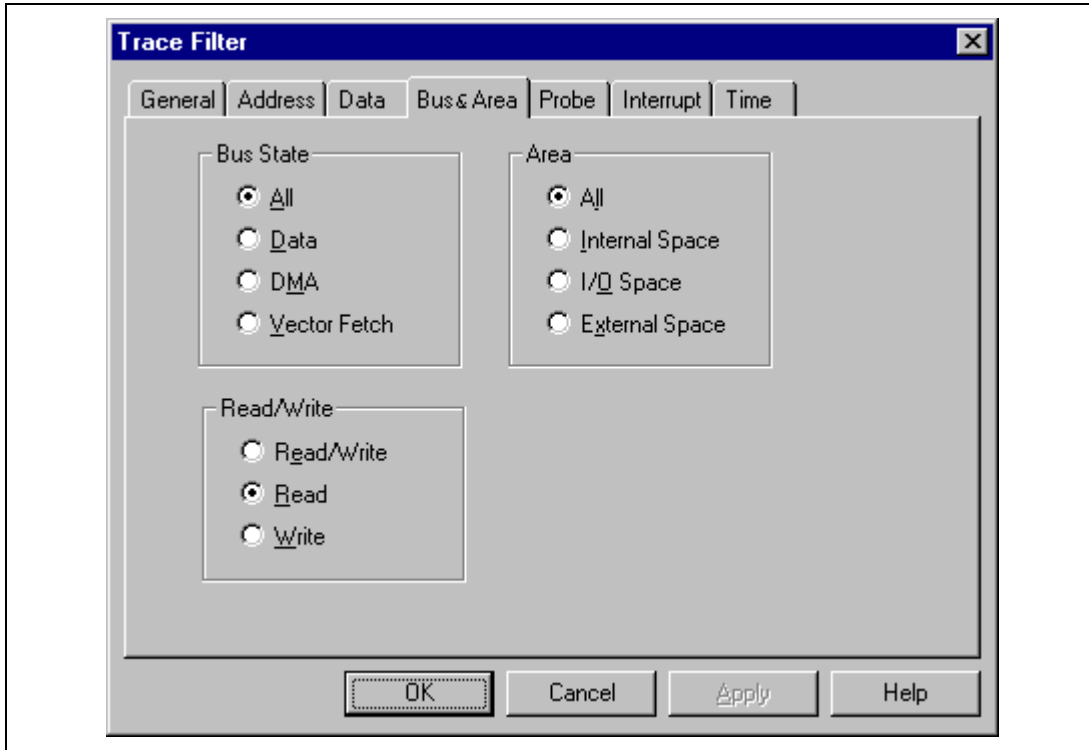 Trace Filter
General Address Data Bus & Area Probe Interrupt Time
Bus State
All
Data
DMA
Vector Fetch
Area
All
Internal Space
I/O Space
External Space
Read/Write
Read/Write
Read
Write
OK Cancel Apply Help